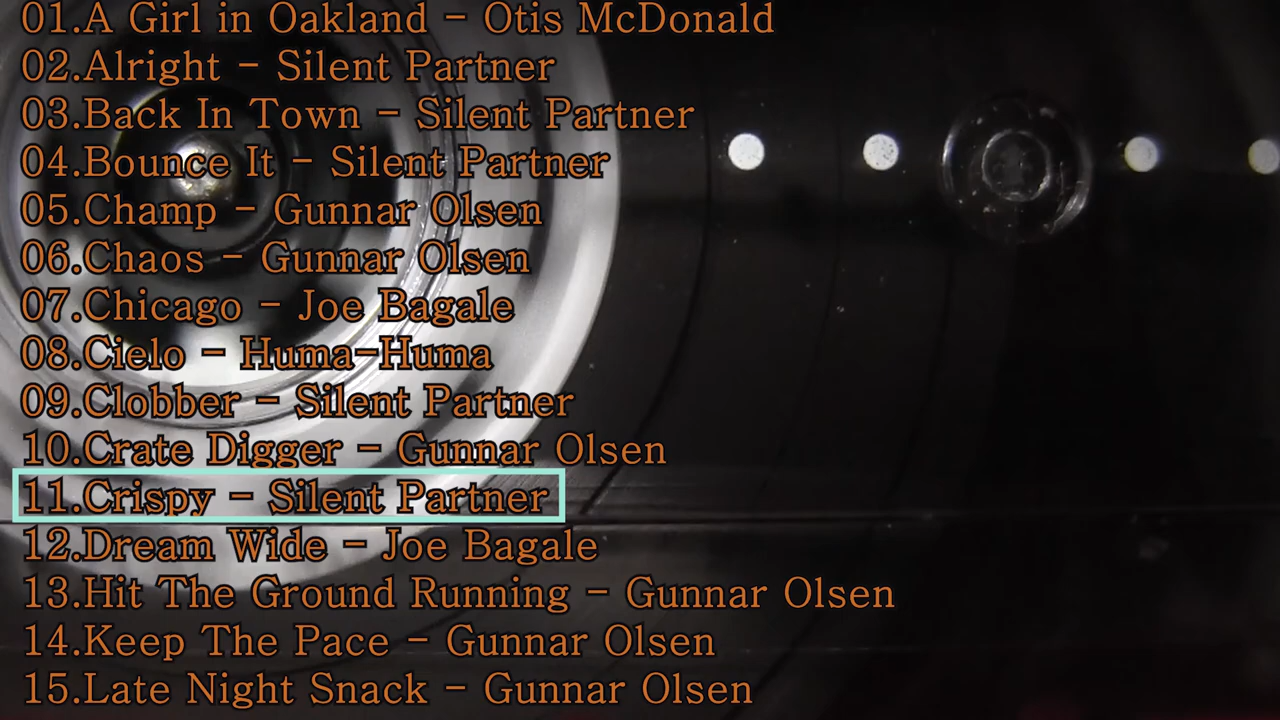 01.A Girl in Oakland - Otis McDonald
02.Alright - Silent Partner
03.Back In Town - Silent Partner
04.Bounce It - Silent Partner
05.Champ - Gunnar Olsen
06.Chaos - Gunnar Olsen
07.Chicago - Joe Bagale
08.Cielo - Huma-Huma
09.Clobber - Silent Partner
10.Crate Digger - Gunnar Olsen
11.Crispy - Silent Partner
12.Dream Wide - Joe Bagale
13.Hit The Ground Running - Gunnar Olsen
14.Keep The Pace - Gunnar Olsen
15.Late Night Snack - Gunnar Olsen